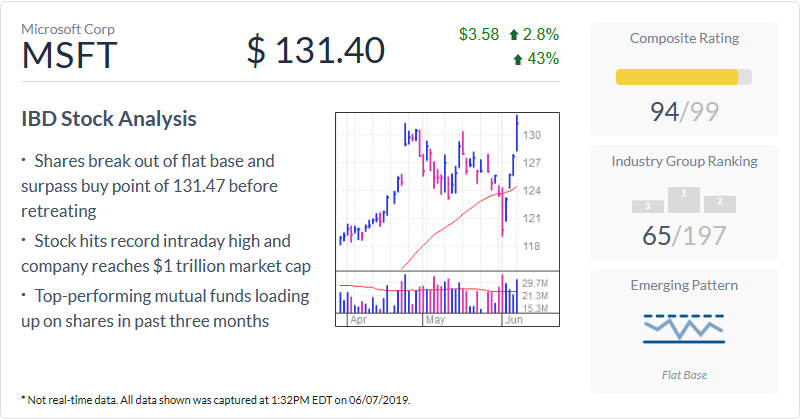 Microsoft Corp
MSFT
$ 131.40
$3.58 2.8%
43%
IBD Stock Analysis
· Shares break out of flat base and
surpass buy point of 131.47 before
retreating
· Stock hits record intraday high and
company reaches $1 trillion market cap
· Top-performing mutual funds loading
up on shares in past three months
130
127
124
121
118
29.7M
21.3M
15.3M
Apr May Jun
* Not real-time data. All data shown was captured at 1:32PM EDT on 06/07/2019.
Composite Rating
94/99
Industry Group Ranking
3 1 2
65/197
Emerging Pattern
Flat Base